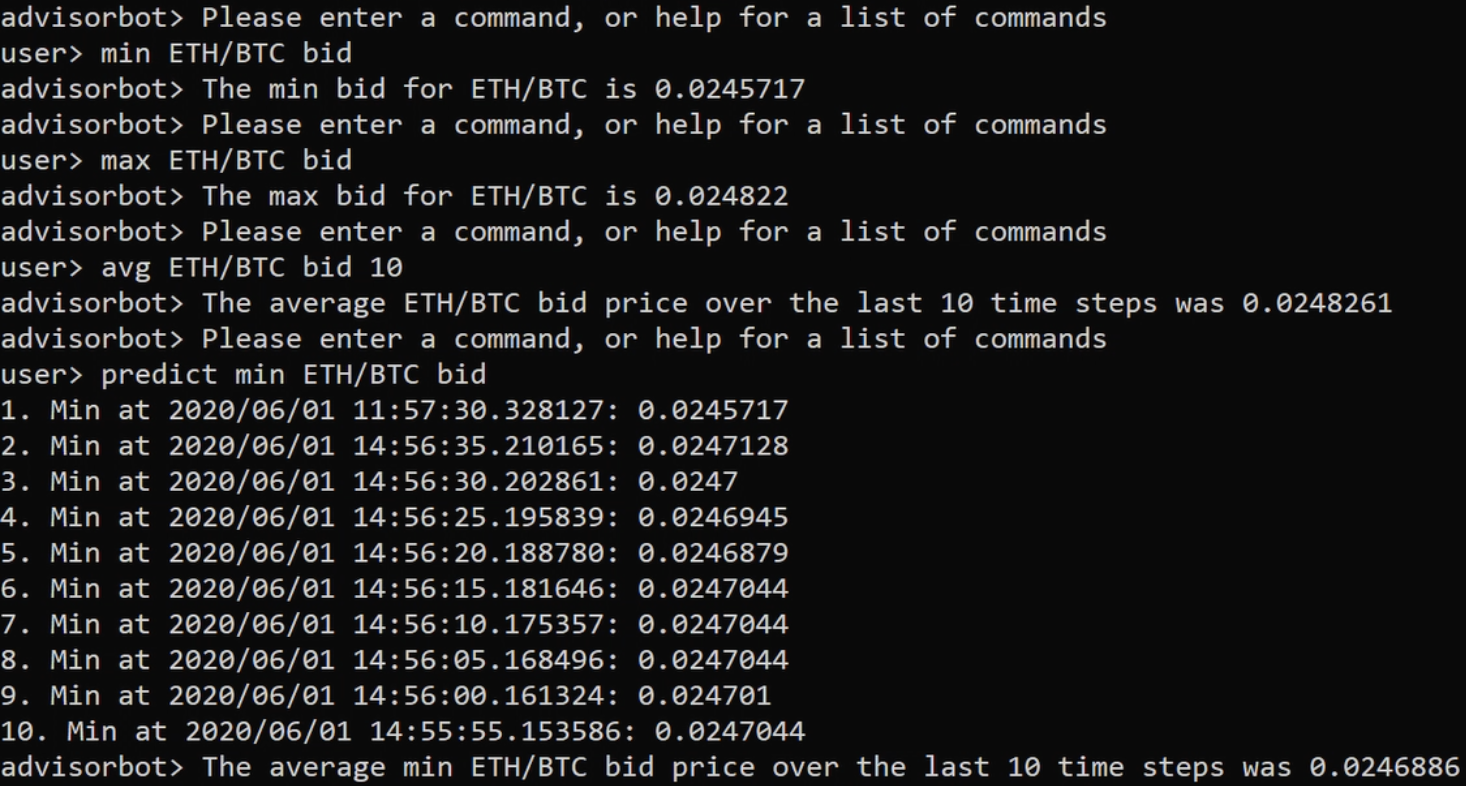 advisorbot> Please enter a command, or help for a list of commands
user> min ETH/BTC bid
advisorbot> The min bid for ETH/BTC is 0.0245717
advisorbot> Please enter a command, or help for a list of commands
user> max ETH/BTC bid
advisorbot> The max bid for ETH/BTC is 0.024822
advisorbot> Please enter a command, or help for a list of commands
user> avg ETH/BTC bid 10
advisorbot> The average ETH/BTC bid price over the last 10 time steps was 0.0248261
advisorbot> Please enter a command, or help for a list of commands
user> predict min ETH/BTC bid
1. Min at 2020/06/01 11:57:30.328127: 0.0245717
2. Min at 2020/06/01 14:56:35.210165: 0.0247128
3. Min at 2020/06/01 14:56:30.202861: 0.0247
4. Min at 2020/06/01 14:56:25.195839: 0.0246945
5. Min at 2020/06/01 14:56:20.188780: 0.0246879
6. Min at 2020/06/01 14:56:15.181646: 0.0247044
7. Min at 2020/06/01 14:56:10.175357: 0.0247044
8. Min at 2020/06/01 14:56:05.168496: 0.0247044
9. Min at 2020/06/01 14:56:00.161324: 0.024701
10. Min at 2020/06/01 14:55:55.153586: 0.0247044
advisorbot> The average min ETH/BTC bid price over the last 10 time steps was 0.0246886